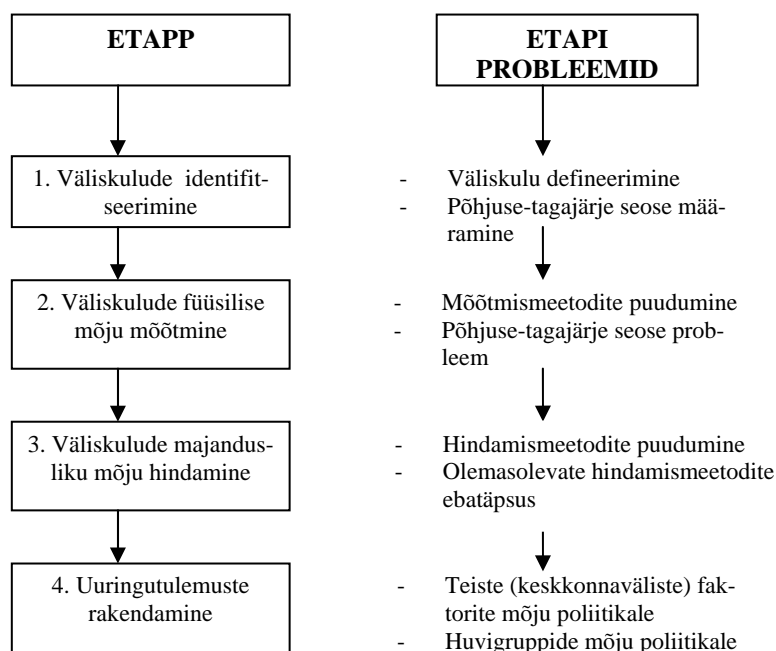 ETAPP
ETAPI
PROBLEEMID
1. Väliskulude identifit-
seerimine
- Väliskulu defineerimine
- Põhjuse-tagajärje seose mää-
ramine
2. Väliskulude füüsilise
mõju mõõtmine
- Mõõtmismeetodite puudumine
- Põhjuse-tagajärje seose prob-
leem
3. Väliskulude majandus-
liku mõju hindamine
- Hindamismeetodite puudumine
- Olemasolevate hindamismeetodite
ebatäpsus
4. Uuringutulemuste
rakendamine
- Teiste (keskkonnaväliste) fak-
torite mõju poliitikale
- Huvigruppide mõju poliitikale